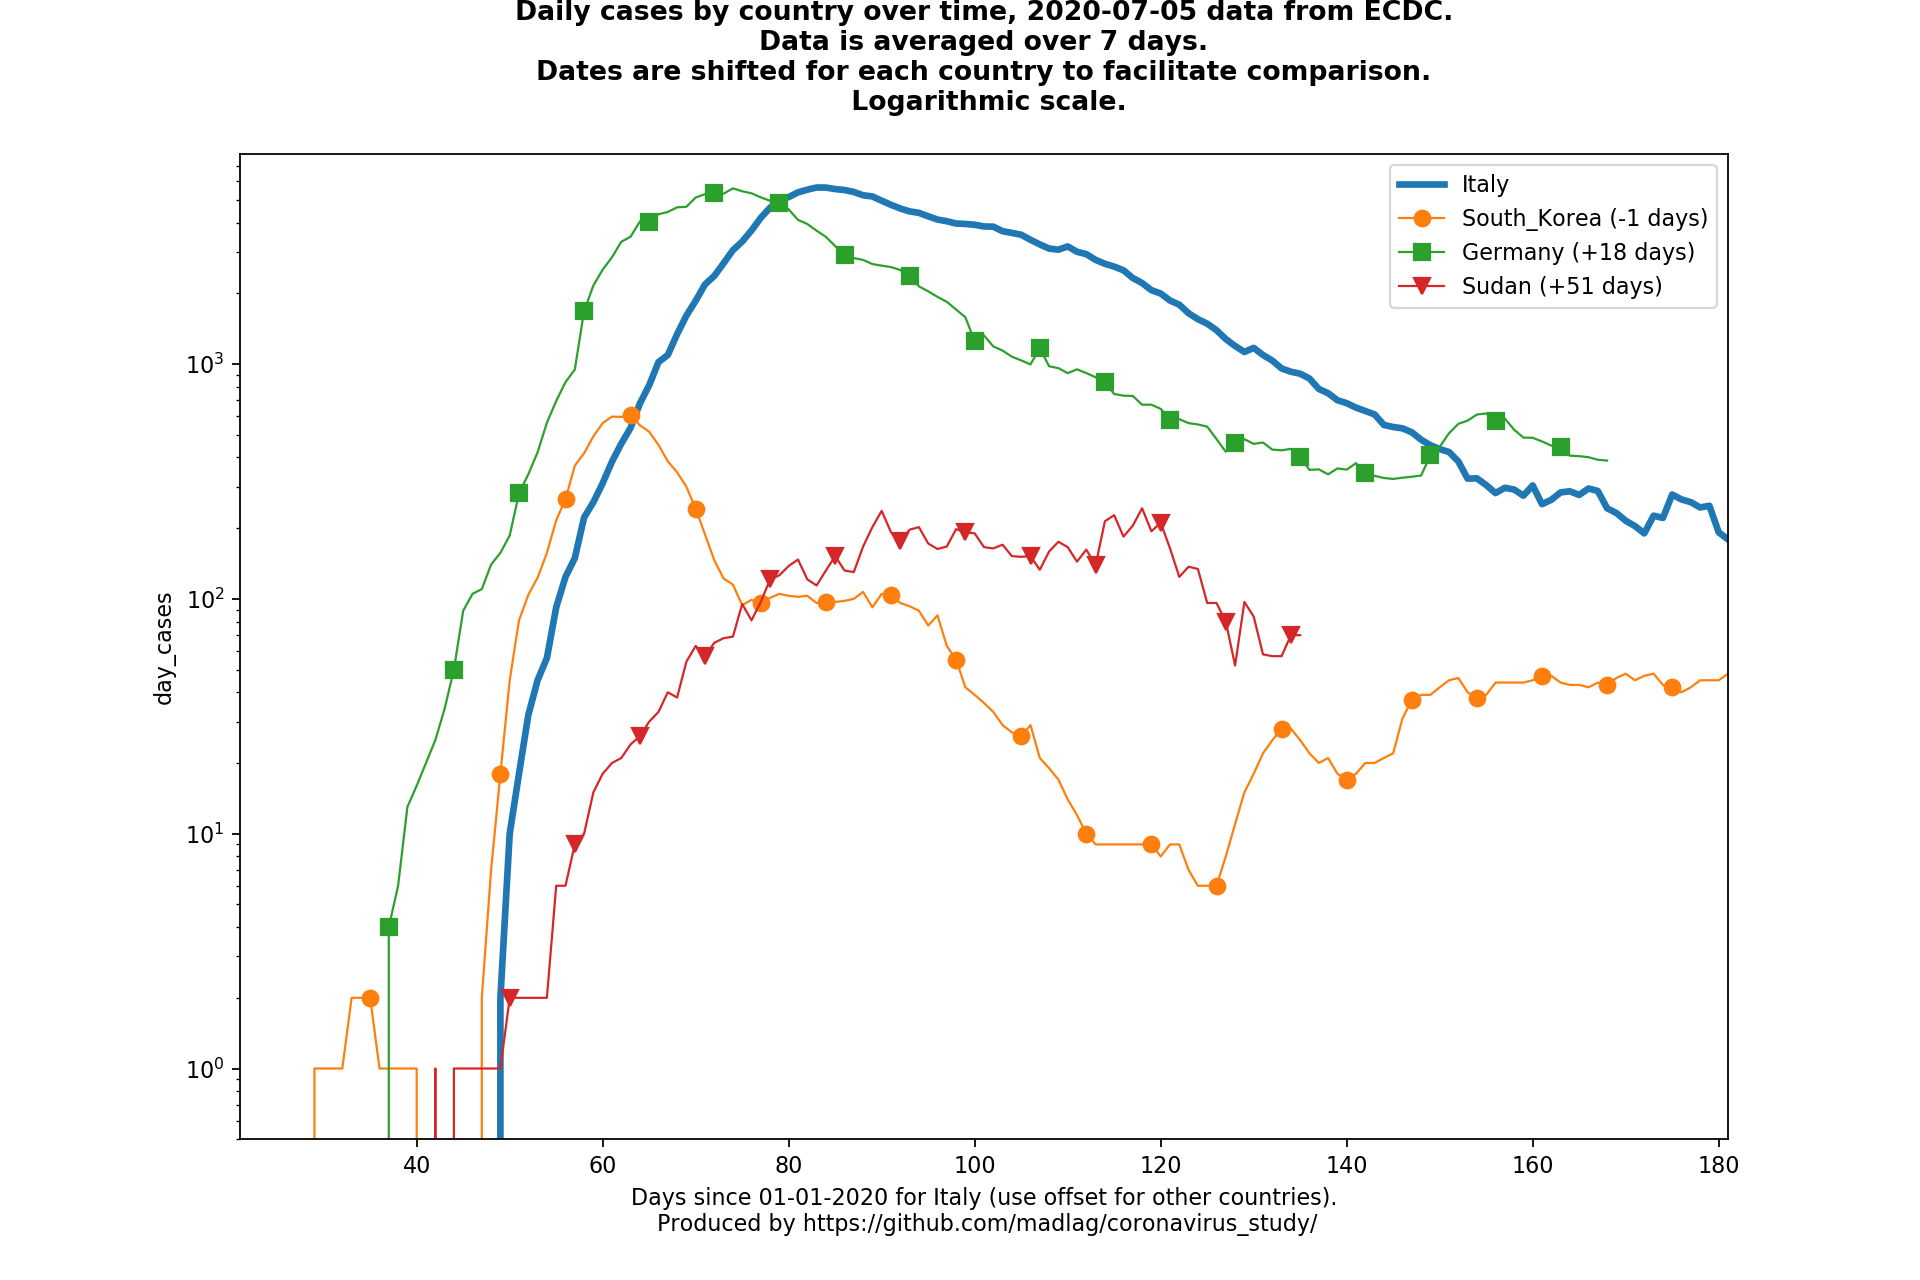 Daily cases by country over time, 2020-07-05 data from ECDC.
Data is averaged over 7 days.
Dates are shifted for each country to facilitate comparison.
Logarithmic scale.
Italy
South_Korea (-1 days)
Germany (+18 days)
Sudan (+51 days)
10³
10²
10¹
10⁰
day_cases
40 60 80 100 120 140 160 180
Days since 01-01-2020 for Italy (use offset for other countries).
Produced by https://github.com/madlag/coronavirus_study/